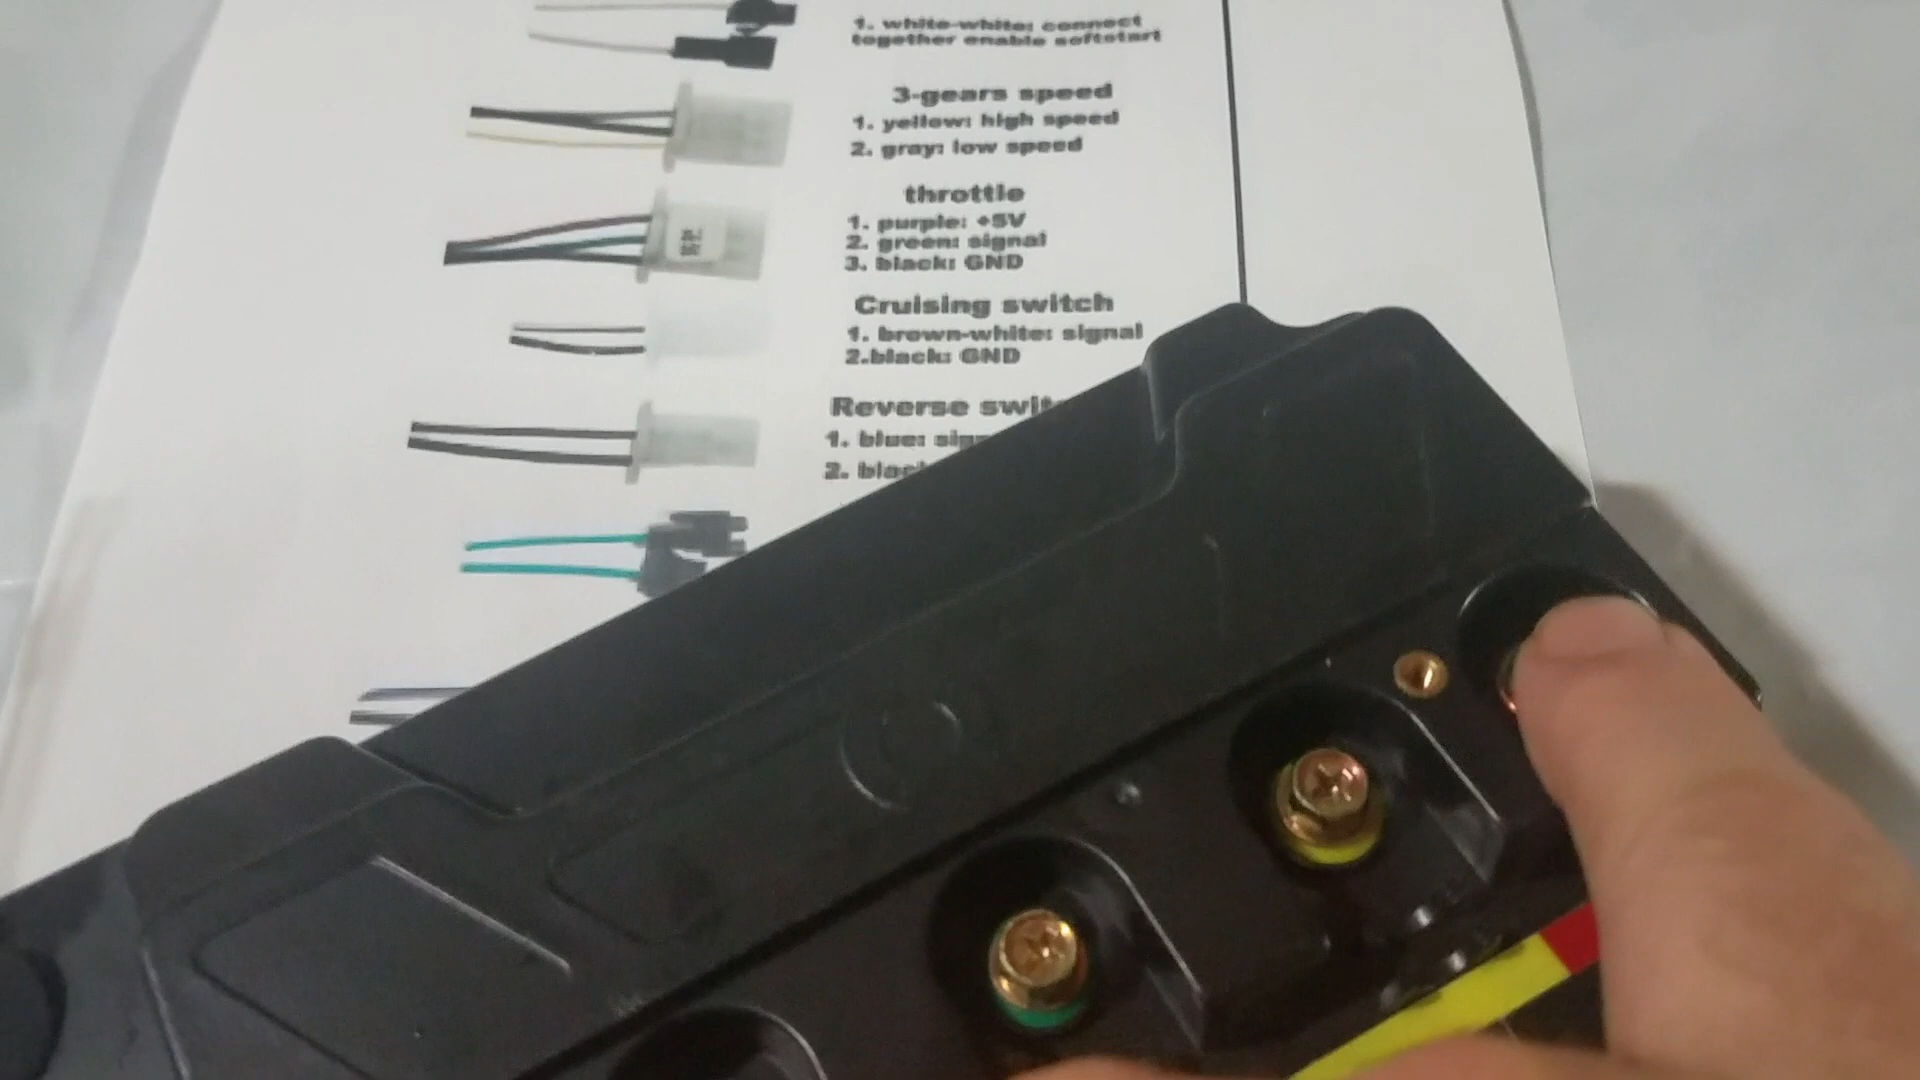 1. white-white: connect
together enable softstart
3-gears speed
1. yellow: high speed
2. gray: low speed
throttle
1. purple: +5V
2. green: signal
3. black: GND
Cruising switch
1. brown-white: signal
2.black: GND
Reverse
1. blue:
2.